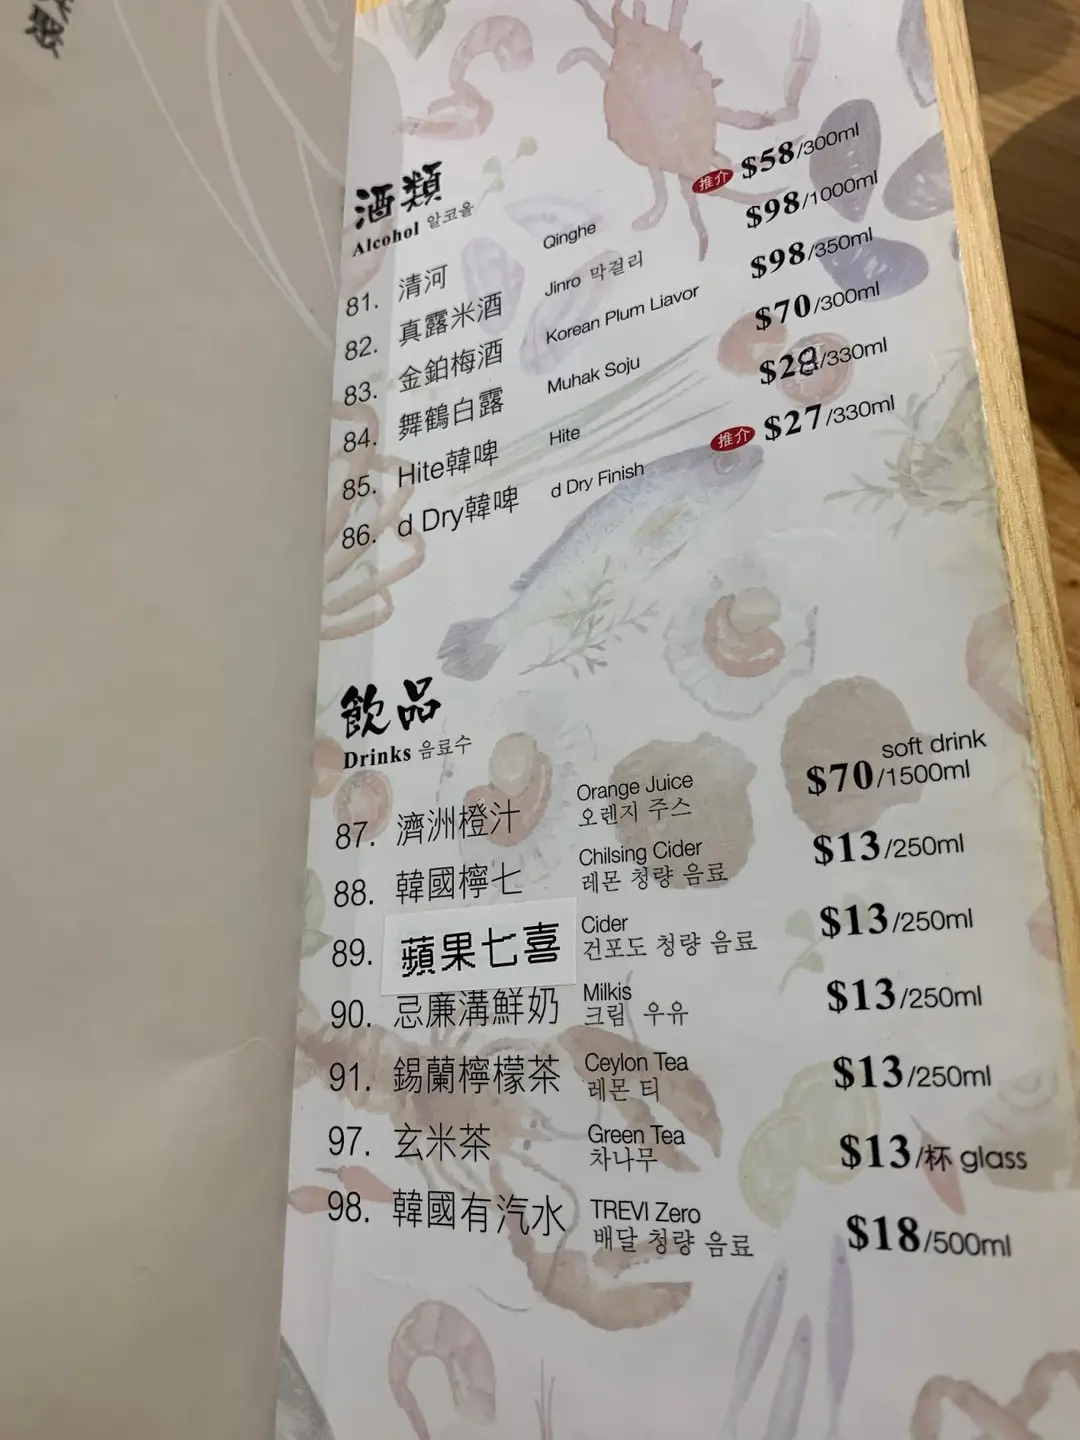 酒類
Alcohol 알코올
81. 清河 Qinghe 推介 $58/300ml
82. 真露米酒 Jinro 막걸리 $98/1000ml
83. 金鉑梅酒 Korean Plum Liavor $98/350ml
84. 舞鶴白露 Muhak Soju $70/300ml
85. Hite韓啤 Hite $28/330ml
86. d Dry韓啤 d Dry Finish 推介 $27/330ml
飲品
Drinks 음료수
soft drink
87. 濟洲橙汁 Orange Juice $70/1500ml
오렌지 주스
88. 韓國檸七 Chilsing Cider $13/250ml
레몬 청량 음료
89. 蘋果七喜 Cider $13/250ml
건포도 청량 음료
90. 忌廉溝鮮奶 Milkis $13/250ml
크림 우유
91. 錫蘭檸檬茶 Ceylon Tea $13/250ml
레몬 티
97. 玄米茶 Green Tea $13/杯 glass
차나무
98. 韓國有汽水 TREVI Zero $18/500ml
배달 청량 음료